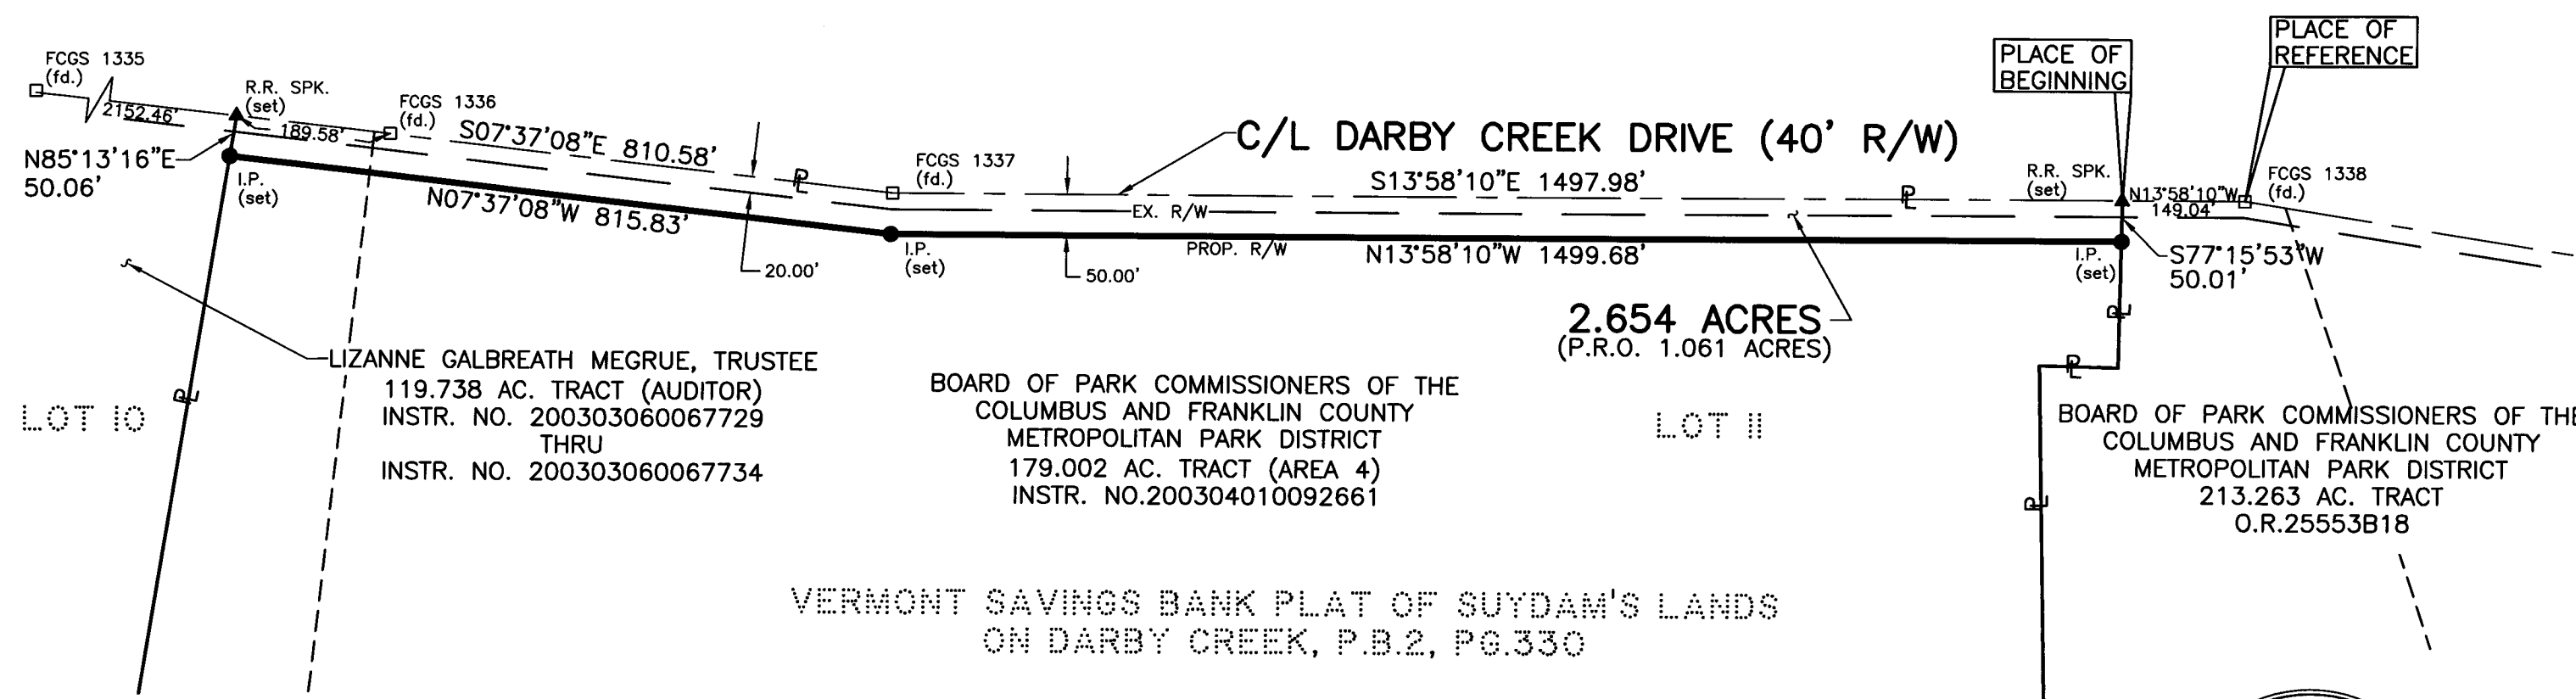 PLACE OF
REFERENCE
PLACE OF
BEGINNING
FCGS 1335
(fd.)
2152.46'
R.R. SPK.
(set)
189.58'
FCGS 1336
(fd.)
S07°37'08"E 810.58'
N85°13'16"E
50.06'
I.P.
(set)
N07°37'08"W 815.83'
20.00'
PL
FCGS 1337
(fd.)
C/L DARBY CREEK DRIVE (40' R/W)
S13°58'10"E 1497.98'
PL
EX. R/W
PROP. R/W
N13°58'10"W 1499.68'
I.P.
(set)
50.00'
R.R. SPK.
(set)
N13°58'10"W
149.04'
FCGS 1338
(fd.)
I.P.
(set)
S77°15'53"W
50.01'
2.654 ACRES
(P.R.O. 1.061 ACRES)
PL
PL
PL
PL
LOT 10
LIZANNE GALBREATH MEGRUE, TRUSTEE
119.738 AC. TRACT (AUDITOR)
INSTR. NO. 200303060067729
THRU
INSTR. NO. 200303060067734
BOARD OF PARK COMMISSIONERS OF THE
COLUMBUS AND FRANKLIN COUNTY
METROPOLITAN PARK DISTRICT
179.002 AC. TRACT (AREA 4)
INSTR. NO.200304010092661
LOT 11
BOARD OF PARK COMMISSIONERS OF THE
COLUMBUS AND FRANKLIN COUNTY
METROPOLITAN PARK DISTRICT
213.263 AC. TRACT
O.R.25553B18
VERMONT SAVINGS BANK PLAT OF SUYDAM'S LANDS
ON DARBY CREEK, P.B.2, PG.330